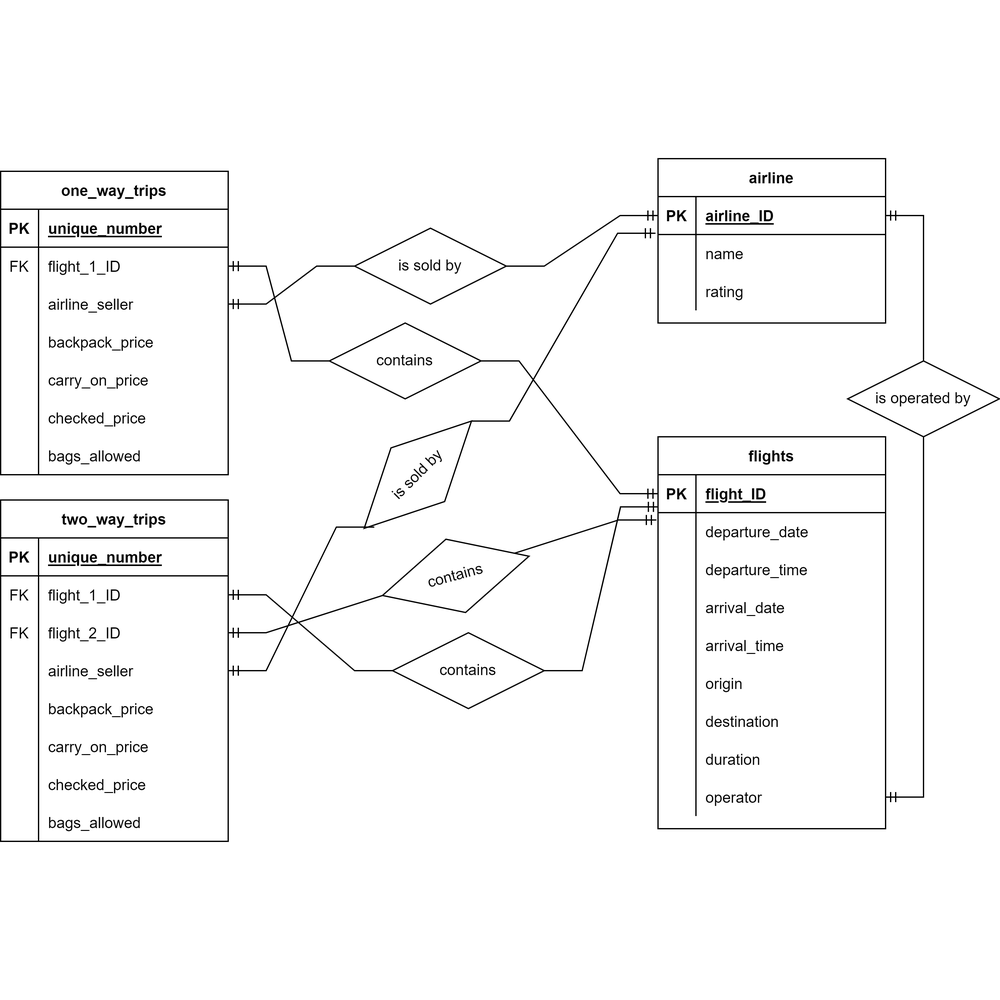 one_way_trips
PK unique_number
FK flight_1_ID
airline_seller
backpack_price
carry_on_price
checked_price
bags_allowed
two_way_trips
PK unique_number
FK flight_1_ID
FK flight_2_ID
airline_seller
backpack_price
carry_on_price
checked_price
bags_allowed
is sold by
contains
is sold by
contains
contains
airline
PK airline_ID
name
rating
is operated by
flights
PK flight_ID
departure_date
departure_time
arrival_date
arrival_time
origin
destination
duration
operator